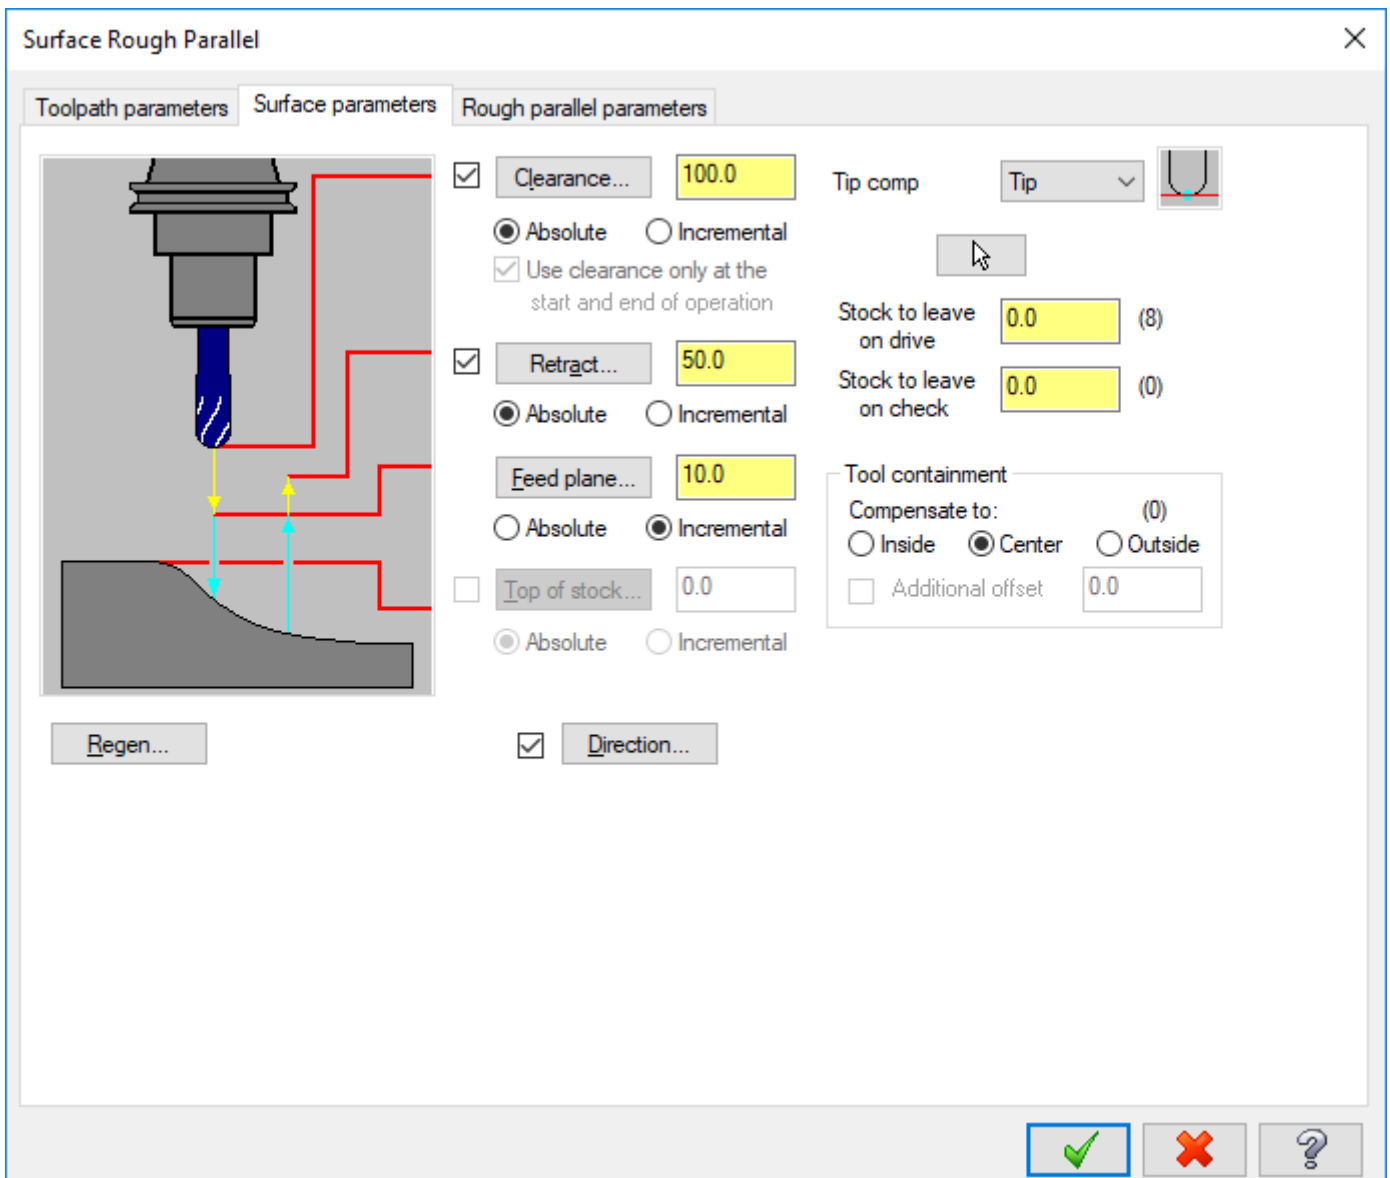 Surface Rough Parallel
Toolpath parameters
Surface parameters
Rough parallel parameters
Clearance...
100.0
Absolute
Incremental
Use clearance only at the
start and end of operation
Retract...
50.0
Absolute
Incremental
Feed plane...
10.0
Absolute
Incremental
Top of stock...
0.0
Absolute
Incremental
Tip comp
Tip
Stock to leave
on drive
0.0
(8)
Stock to leave
on check
0.0
(0)
Tool containment
Compensate to:
(0)
Inside
Center
Outside
Additional offset
0.0
Regen...
Direction...